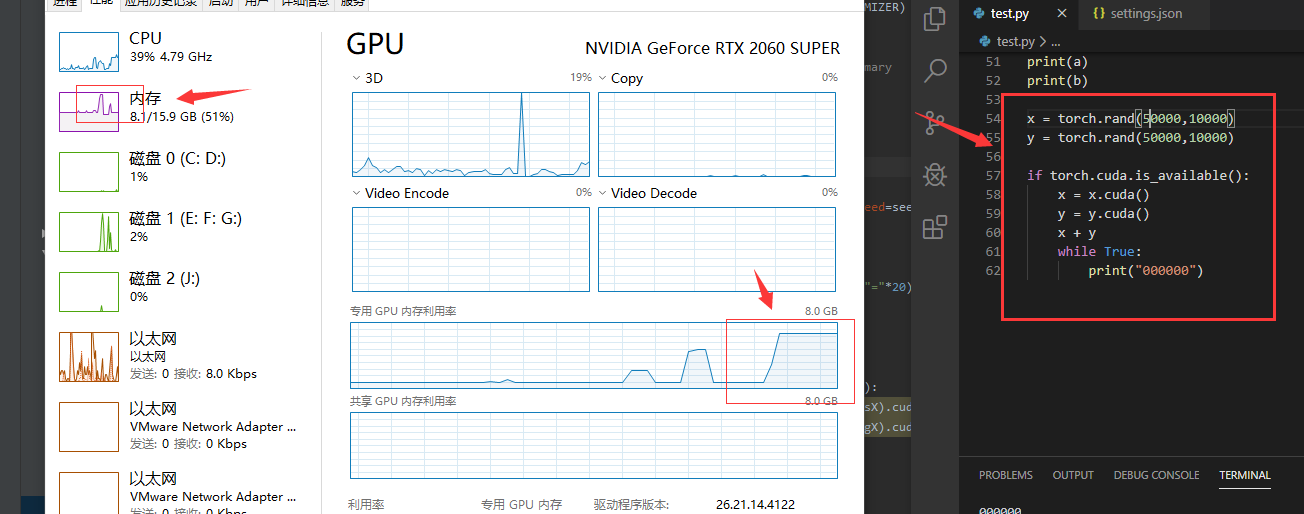 进程 性能 应用历史记录 启动 用户 详细信息 服务
CPU
39% 4.79 GHz
内存
8.1/15.9 GB (51%)
磁盘 0 (C: D:)
1%
磁盘 1 (E: F: G:)
2%
磁盘 2 (J:)
0%
以太网
以太网
发送: 0 接收: 8.0 Kbps
以太网
VMware Network Adapter ...
发送: 0 接收: 0 Kbps
以太网
VMware Network Adapter ...
发送: 0 接收: 0 Kbps
GPU
NVIDIA GeForce RTX 2060 SUPER
3D 19%
Copy 0%
Video Encode 0%
Video Decode 0%
专用 GPU 内存利用率 8.0 GB
共享 GPU 内存利用率 8.0 GB
利用率 专用 GPU 内存 驱动程序版本: 26.21.14.4122
MIZER)
mary
eed=see
"="*20)
):
sX).cud
gX).cud
test.py
{} settings.json
test.py > ...
51 print(a)
52 print(b)
53
54 x = torch.rand(50000,10000)
55 y = torch.rand(50000,10000)
56
57 if torch.cuda.is_available():
58 x = x.cuda()
59 y = y.cuda()
60 x + y
61 while True:
62 print("000000")
PROBLEMS OUTPUT DEBUG CONSOLE TERMINAL
000000